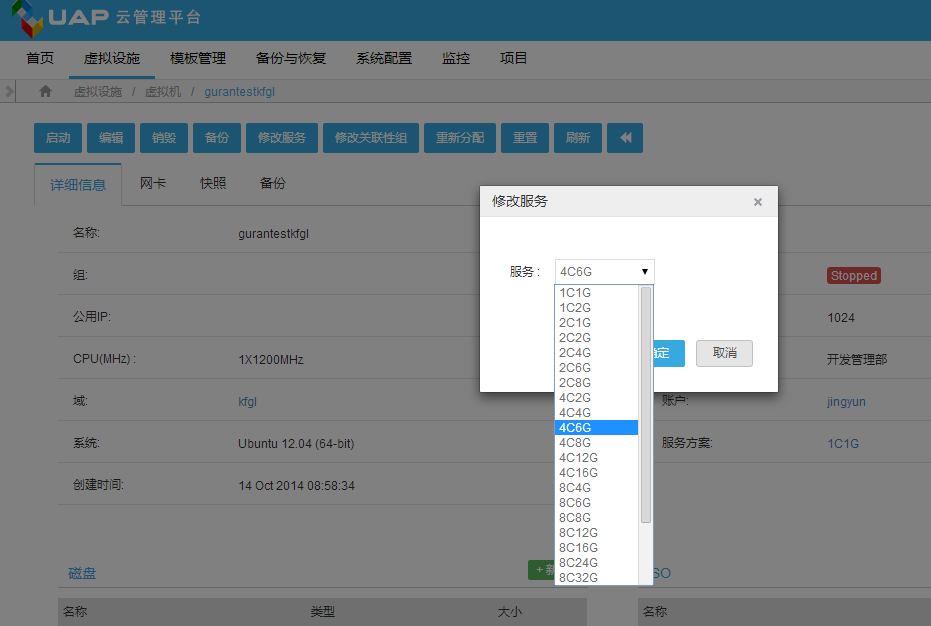 UAP 云管理平台
首页 虚拟设施 模板管理 备份与恢复 系统配置 监控 项目
虚拟设施 / 虚拟机 / gurantestkfgl
启动 编辑 销毁 备份 修改服务 修改关联性组 重新分配 重置 刷新
详细信息 网卡 快照 备份
修改服务 ×
服务 : 4C6G
1C1G
1C2G
2C1G
2C2G
2C4G
2C6G
2C8G
4C2G
4C4G
4C6G
4C8G
4C12G
4C16G
8C4G
8C6G
8C8G
8C12G
8C16G
8C24G
8C32G
确定 取消
名称: gurantestkfgl
组: Stopped
公用IP: 1024
CPU(MHz) : 1X1200MHz 开发管理部
域: kfgl 账户: jingyun
系统: Ubuntu 12.04 (64-bit) 服务方案: 1C1G
创建时间: 14 Oct 2014 08:58:34
磁盘 + SO
名称 类型 大小 名称